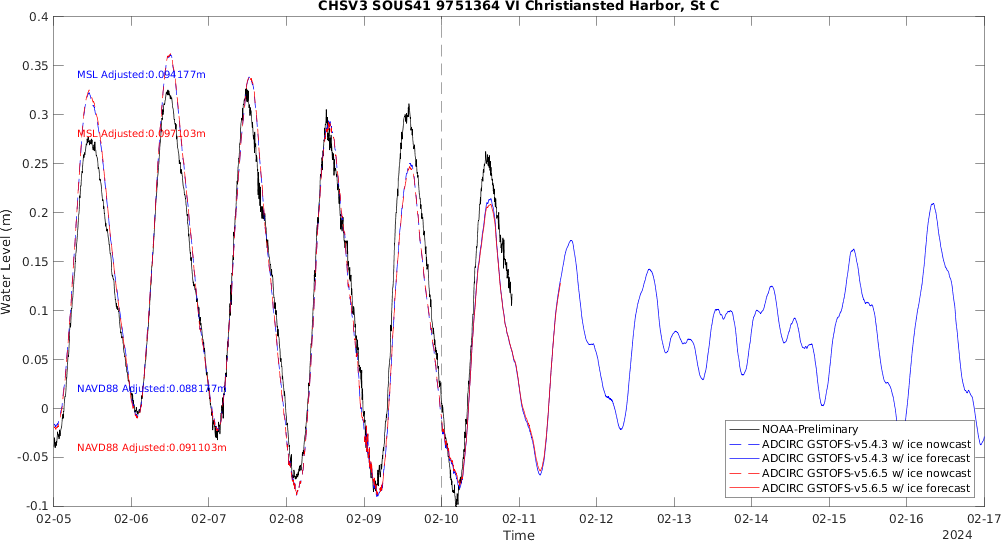 CHSV3 SOUS41 9751364 VI Christiansted Harbor, St C
0.4
0.35
0.3
0.25
0.2
0.15
0.1
0.05
0
-0.05
-0.1
Water Level (m)
MSL Adjusted:0.094177m
MSL Adjusted:0.097103m
NAVD88 Adjusted:0.088177m
NAVD88 Adjusted:0.091103m
NOAA-Preliminary
ADCIRC GSTOFS-v5.4.3 w/ ice nowcast
ADCIRC GSTOFS-v5.4.3 w/ ice forecast
ADCIRC GSTOFS-v5.6.5 w/ ice nowcast
ADCIRC GSTOFS-v5.6.5 w/ ice forecast
02-05 02-06 02-07 02-08 02-09 02-10 02-11 02-12 02-13 02-14 02-15 02-16 02-17
Time
2024